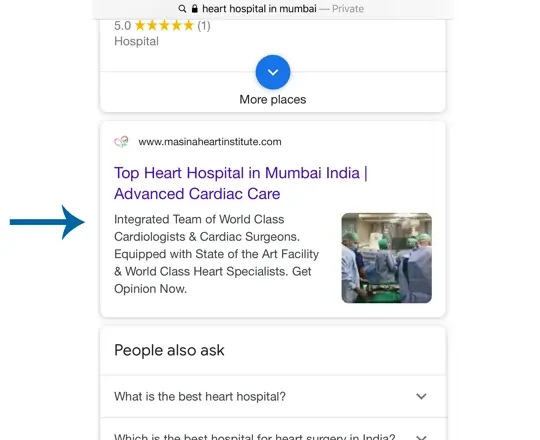 heart hospital in mumbai — Private
5.0 ★★★★★ (1)
Hospital
More places
www.masinaheartinstitute.com
Top Heart Hospital in Mumbai India |
Advanced Cardiac Care
Integrated Team of World Class
Cardiologists & Cardiac Surgeons.
Equipped with State of the Art Facility
& World Class Heart Specialists. Get
Opinion Now.
People also ask
What is the best heart hospital?
Which is the best hospital for heart surgery in India?